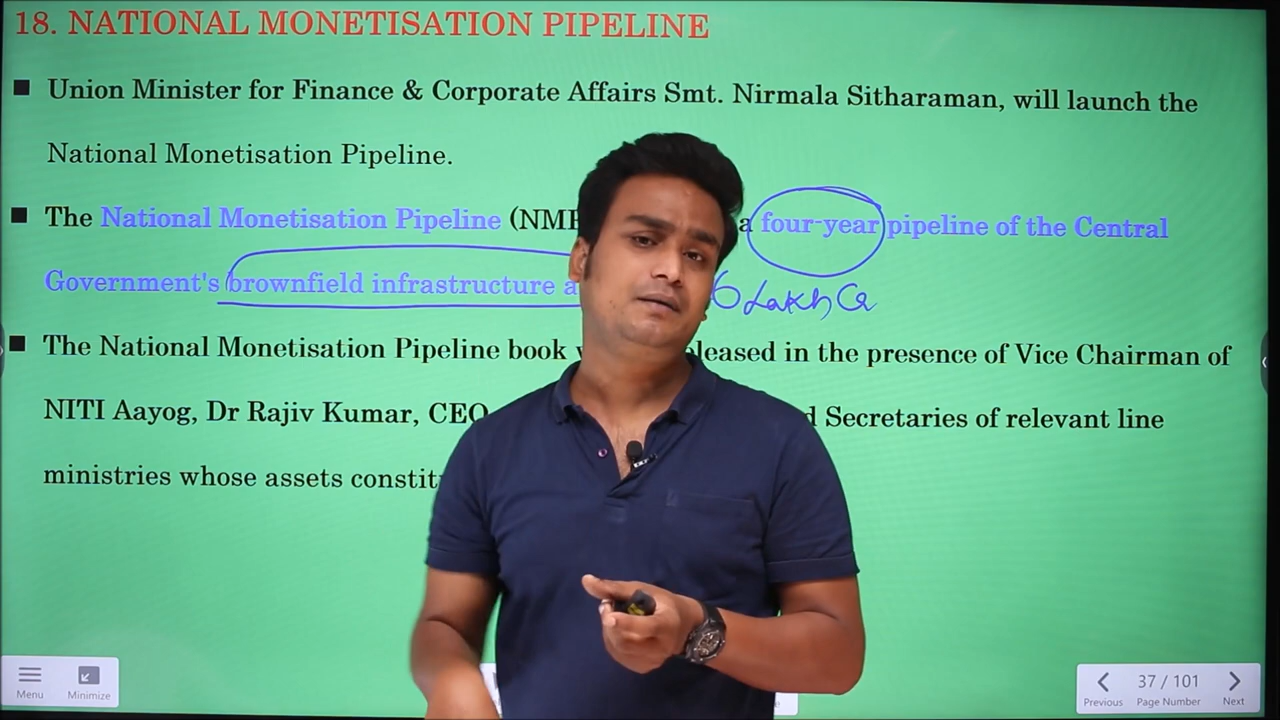 18. NATIONAL MONETISATION PIPELINE
■ Union Minister for Finance & Corporate Affairs Smt. Nirmala Sitharaman, will launch the
National Monetisation Pipeline.
■ The National Monetisation Pipeline (NMP a four-year pipeline of the Central
Government's brownfield infrastructure a
6 Lakh Cr
■ The National Monetisation Pipeline book released in the presence of Vice Chairman of
NITI Aayog, Dr Rajiv Kumar, CEO Secretaries of relevant line
ministries whose assets constit
Menu
Minimize
37 / 101
Previous Page Number Next